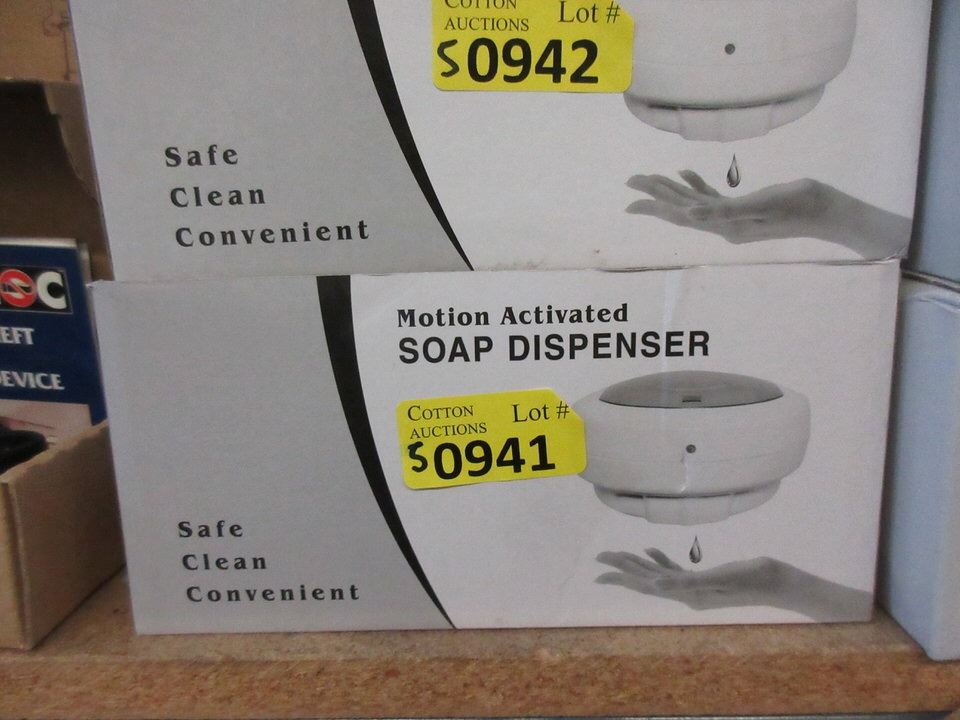 COTTON Lot #
AUCTIONS
S0942
Safe
Clean
Convenient
Motion Activated
SOAP DISPENSER
COTTON Lot #
AUCTIONS
S0941
Safe
Clean
Convenient
EFT
EVICE